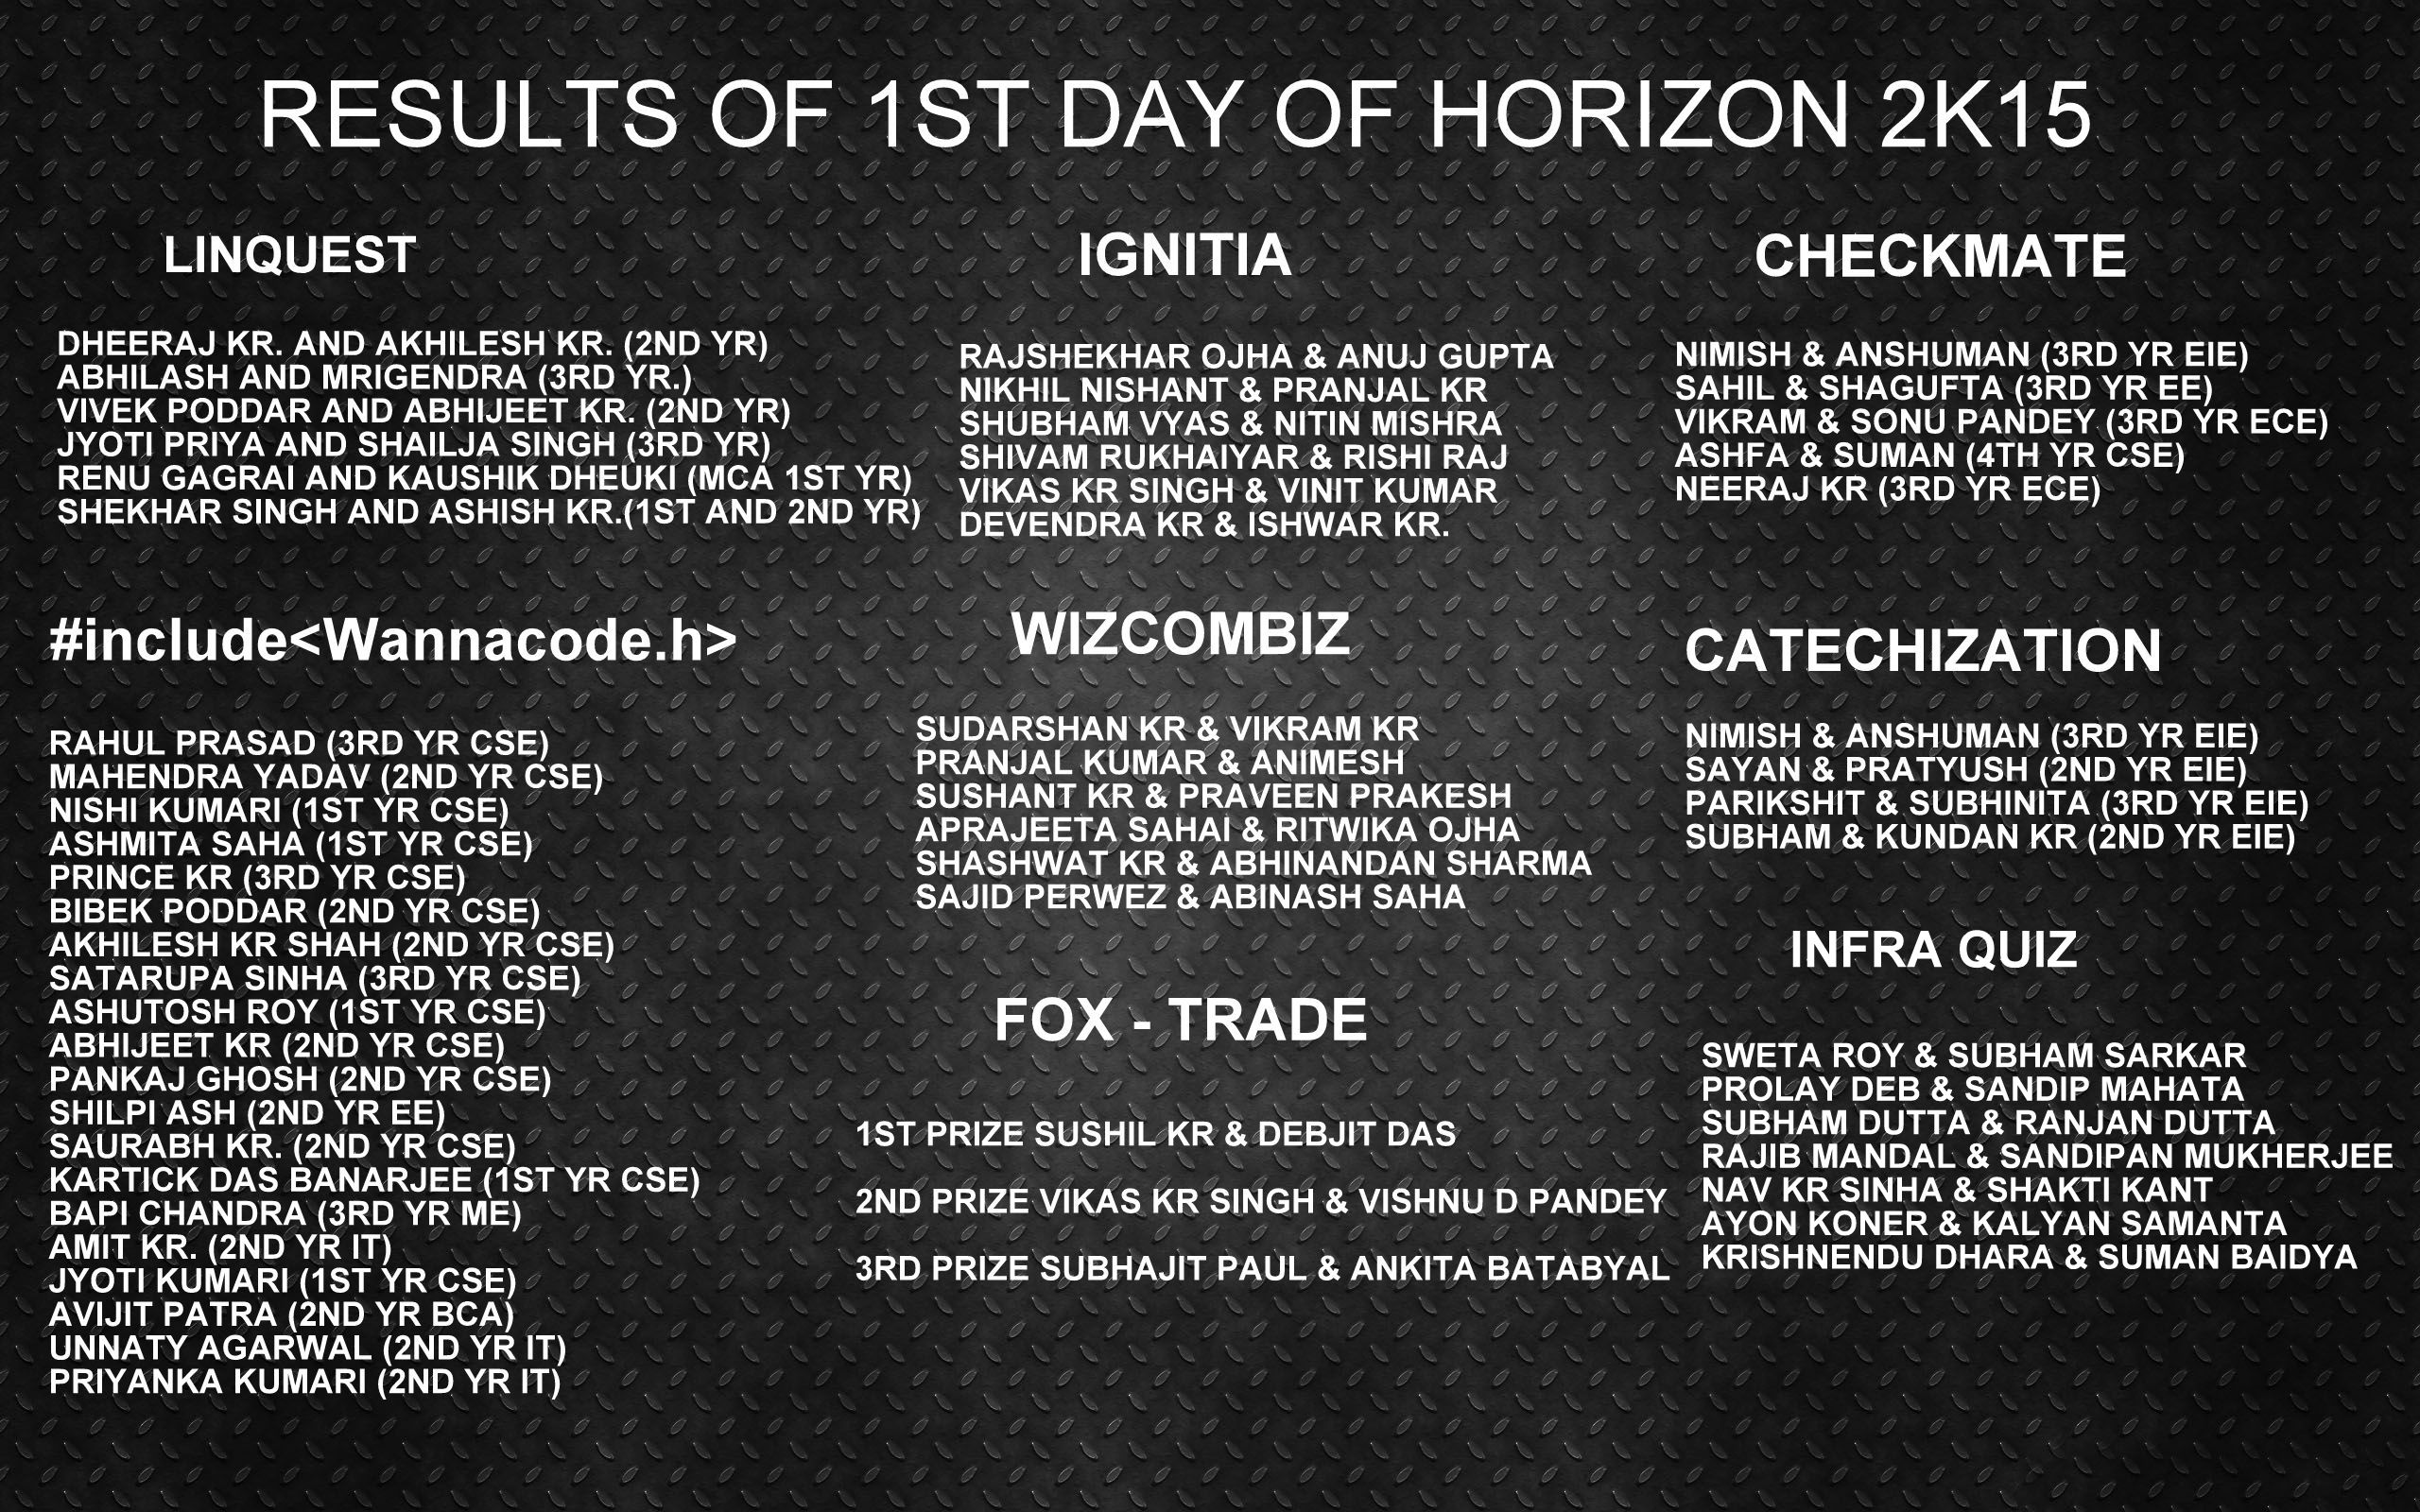 RESULTS OF 1ST DAY OF HORIZON 2K15
LINQUEST
DHEERAJ KR. AND AKHILESH KR. (2ND YR)
ABHILASH AND MRIGENDRA (3RD YR.)
VIVEK PODDAR AND ABHIJEET KR. (2ND YR)
JYOTI PRIYA AND SHAILJA SINGH (3RD YR)
RENU GAGRAI AND KAUSHIK DHEUKI (MCA 1ST YR)
SHEKHAR SINGH AND ASHISH KR.(1ST AND 2ND YR)
#include<Wannacode.h>
RAHUL PRASAD (3RD YR CSE)
MAHENDRA YADAV (2ND YR CSE)
NISHI KUMARI (1ST YR CSE)
ASHMITA SAHA (1ST YR CSE)
PRINCE KR (3RD YR CSE)
BIBEK PODDAR (2ND YR CSE)
AKHILESH KR SHAH (2ND YR CSE)
SATARUPA SINHA (3RD YR CSE)
ASHUTOSH ROY (1ST YR CSE)
ABHIJEET KR (2ND YR CSE)
PANKAJ GHOSH (2ND YR CSE)
SHILPI ASH (2ND YR EE)
SAURABH KR. (2ND YR CSE)
KARTICK DAS BANARJEE (1ST YR CSE)
BAPI CHANDRA (3RD YR ME)
AMIT KR. (2ND YR IT)
JYOTI KUMARI (1ST YR CSE)
AVIJIT PATRA (2ND YR BCA)
UNNATY AGARWAL (2ND YR IT)
PRIYANKA KUMARI (2ND YR IT)
IGNITIA
RAJSHEKHAR OJHA & ANUJ GUPTA
NIKHIL NISHANT & PRANJAL KR
SHUBHAM VYAS & NITIN MISHRA
SHIVAM RUKHAIYAR & RISHI RAJ
VIKAS KR SINGH & VINIT KUMAR
DEVENDRA KR & ISHWAR KR.
WIZCOMBIZ
SUDARSHAN KR & VIKRAM KR
PRANJAL KUMAR & ANIMESH
SUSHANT KR & PRAVEEN PRAKESH
APRAJEETA SAHAI & RITWIKA OJHA
SHASHWAT KR & ABHINANDAN SHARMA
SAJID PERWEZ & ABINASH SAHA
FOX - TRADE
1ST PRIZE SUSHIL KR & DEBJIT DAS
2ND PRIZE VIKAS KR SINGH & VISHNU D PANDEY
3RD PRIZE SUBHAJIT PAUL & ANKITA BATABYAL
CHECKMATE
NIMISH & ANSHUMAN (3RD YR EIE)
SAHIL & SHAGUFTA (3RD YR EE)
VIKRAM & SONU PANDEY (3RD YR ECE)
ASHFA & SUMAN (4TH YR CSE)
NEERAJ KR (3RD YR ECE)
CATECHIZATION
NIMISH & ANSHUMAN (3RD YR EIE)
SAYAN & PRATYUSH (2ND YR EIE)
PARIKSHIT & SUBHINITA (3RD YR EIE)
SUBHAM & KUNDAN KR (2ND YR EIE)
INFRA QUIZ
SWETA ROY & SUBHAM SARKAR
PROLAY DEB & SANDIP MAHATA
SUBHAM DUTTA & RANJAN DUTTA
RAJIB MANDAL & SANDIPAN MUKHERJEE
NAV KR SINHA & SHAKTI KANT
AYON KONER & KALYAN SAMANTA
KRISHNENDU DHARA & SUMAN BAIDYA